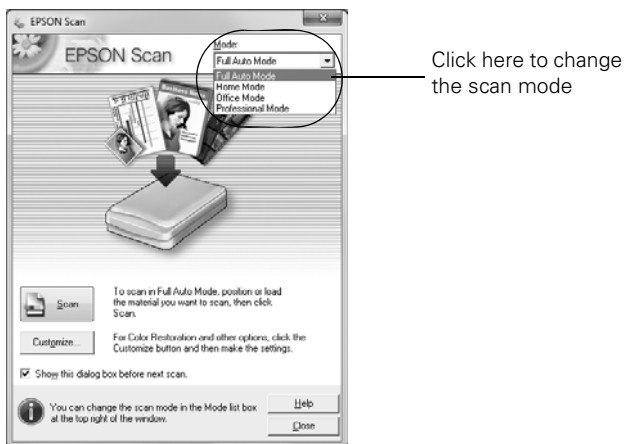 EPSON Scan
EPSON Scan
Mode:
Full Auto Mode
Full Auto Mode
Home Mode
Office Mode
Professional Mode
Click here to change
the scan mode
Business News
Scan
To scan in Full Auto Mode, position or load
the material you want to scan, then click
Scan.
Customize...
For Color Restoration and other options, click the
Customize button and then make the settings.
Show this dialog box before next scan.
You can change the scan mode in the Mode list box
at the top right of the window.
Help
Close